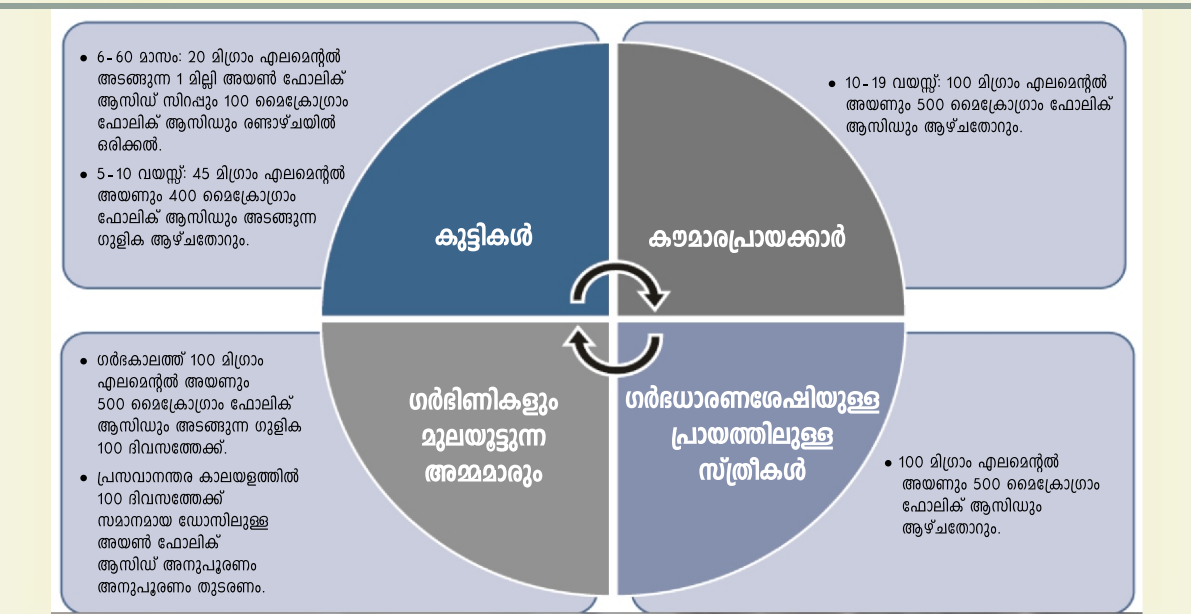 • 6-60 മാസം: 20 മിഗ്രാം എലമെന്റൽ
അടങ്ങുന്ന 1 മില്ലി അയൺ ഫോളിക്
ആസിഡ് സിറപ്പും 100 മൈക്രോഗ്രാം
ഫോളിക് ആസിഡും രണ്ടാഴ്ചയിൽ
ഒരിക്കൽ.
• 5-10 വയസ്സ്: 45 മിഗ്രാം എലമെന്റൽ
അയണും 400 മൈക്രോഗ്രാം
ഫോളിക് ആസിഡും അടങ്ങുന്ന
ഗുളിക ആഴ്ചതോറും.
കുട്ടികൾ
• 10-19 വയസ്സ്: 100 മിഗ്രാം എലമെന്റൽ
അയണും 500 മൈക്രോഗ്രാം ഫോളിക്
ആസിഡും ആഴ്ചതോറും.
കൗമാരപ്രായക്കാർ
• ഗർഭകാലത്ത് 100 മിഗ്രാം
എലമെന്റൽ അയണും
500 മൈക്രോഗ്രാം ഫോളിക്
ആസിഡും അടങ്ങുന്ന ഗുളിക
100 ദിവസത്തേക്ക്.
• പ്രസവാനന്തര കാലയളത്തിൽ
100 ദിവസത്തേക്ക്
സമാനമായ ഡോസിലുള്ള
അയൺ ഫോളിക്
ആസിഡ് അനുപൂരണം
അനുപൂരണം തുടരണം.
ഗർഭിണികളും
മുലയൂട്ടുന്ന
അമ്മമാരും
ഗർഭധാരണശേഷിയുള്ള
പ്രായത്തിലുള്ള
സ്ത്രീകൾ
• 100 മിഗ്രാം എലമെന്റൽ
അയണും 500 മൈക്രോഗ്രാം
ഫോളിക് ആസിഡും
ആഴ്ചതോറും.